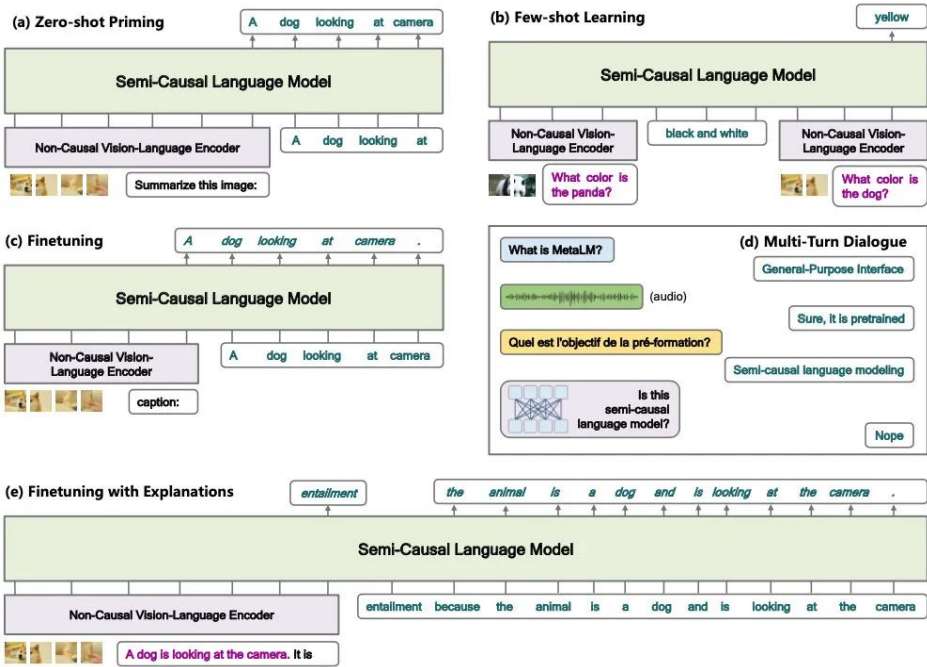 (a) Zero-shot Priming
A dog looking at camera
Semi-Causal Language Model
Non-Causal Vision-Language Encoder
A dog looking at
Summarize this image:
(b) Few-shot Learning
yellow
Semi-Causal Language Model
Non-Causal Vision-
Language Encoder
black and white
Non-Causal Vision-
Language Encoder
What color is
the panda?
What color is
the dog?
(c) Finetuning
A dog looking at camera .
Semi-Causal Language Model
Non-Causal Vision-
Language Encoder
A dog looking at camera
caption:
(d) Multi-Turn Dialogue
What is MetaLM?
General-Purpose Interface
(audio)
Sure, it is pretrained
Quel est l'objectif de la pré-formation?
Semi-causal language modeling
Is this
semi-causal
language model?
Nope
(e) Finetuning with Explanations
entailment
the animal is a dog and is looking at the camera .
Semi-Causal Language Model
Non-Causal Vision-Language Encoder
entailment because the animal is a dog and is looking at the camera
A dog is looking at the camera. It is